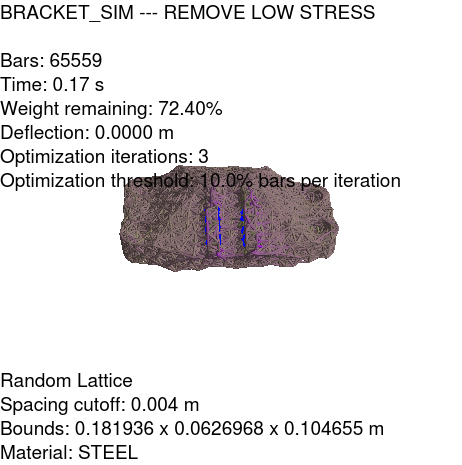 BRACKET_SIM --- REMOVE LOW STRESS
Bars: 65559
Time: 0.17 s
Weight remaining: 72.40%
Deflection: 0.0000 m
Optimization iterations: 3
Optimization threshold: 10.0% bars per iteration
Random Lattice
Spacing cutoff: 0.004 m
Bounds: 0.181936 x 0.0626968 x 0.104655 m
Material: STEEL